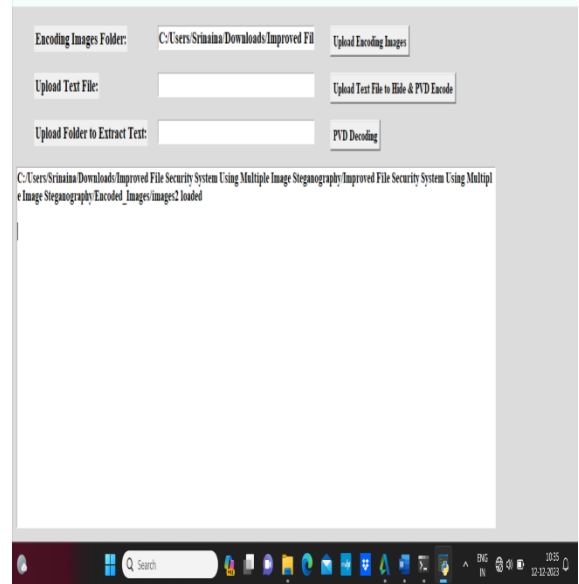 Encoding Images Folder: C:/Users/Srinaina/Downloads/Improved Fil Upload Encoding Images
Upload Text File: Upload Text File to Hide & PVD Encode
Upload Folder to Extract Text: PVD Decoding
C:/Users/Srinaina/Downloads/Improved File Security System Using Multiple Image Steganography/Improved File Security System Using Multipl
e Image Steganography/Encoded_Images/images2 loaded
Search ENG 10:35
IN 12-12-2023